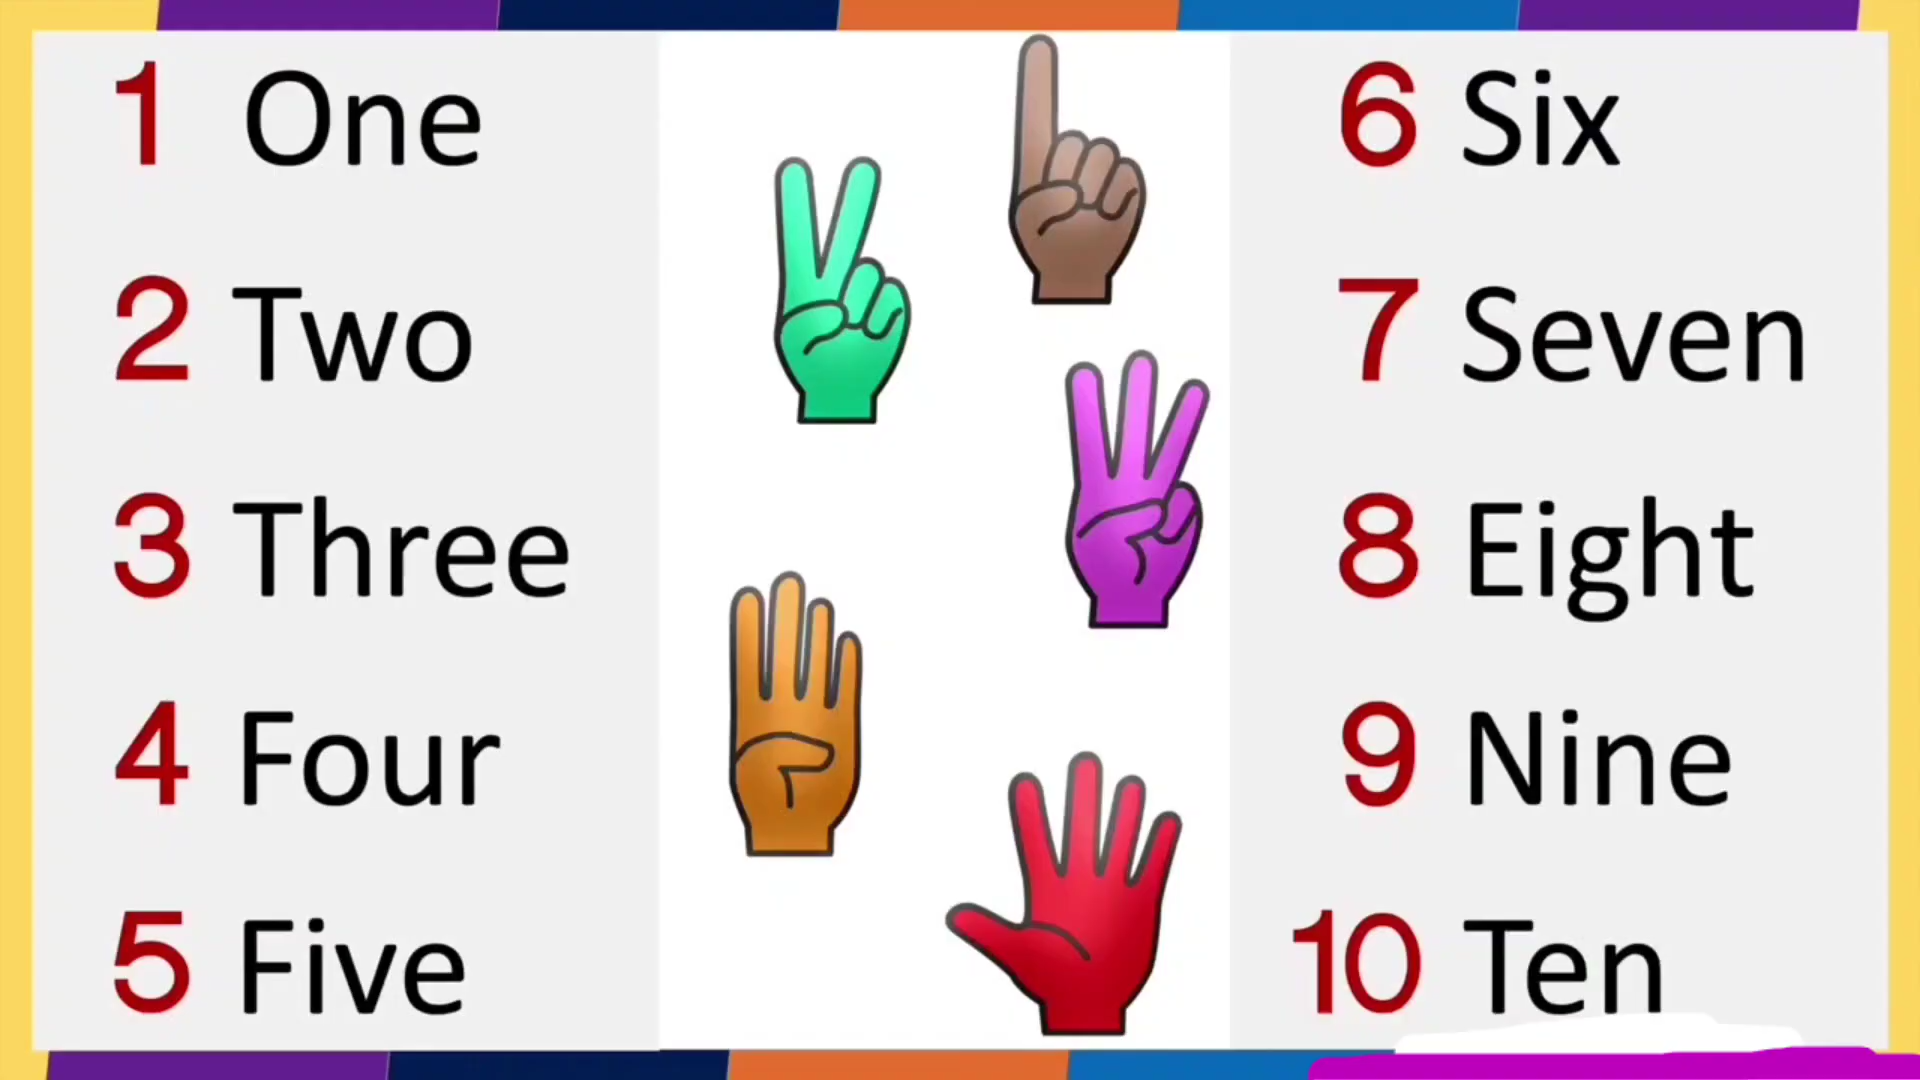 1 One
2 Two
3 Three
4 Four
5 Five
6 Six
7 Seven
8 Eight
9 Nine
10 Ten